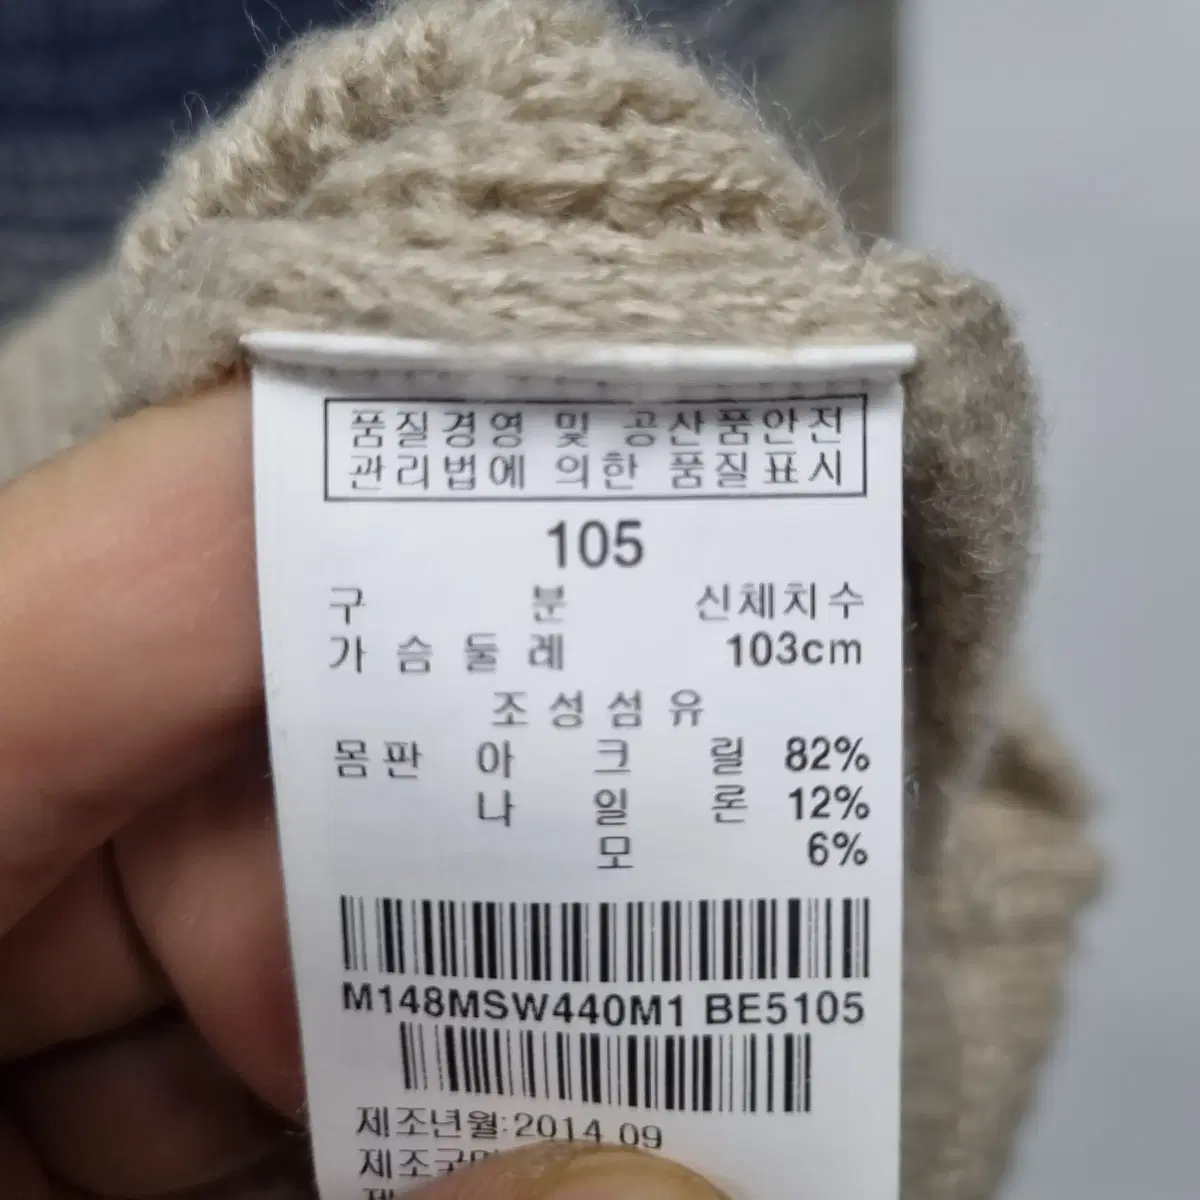 품질경영 및 공산품안전
관리법에 의한 품질표시
105
구 분 신체치수
가슴둘레 103cm
조성섬유
몸판 아크릴 82%
나일론 12%
모 6%
M148MSW440M1 BE5105
제조년월:2014.09